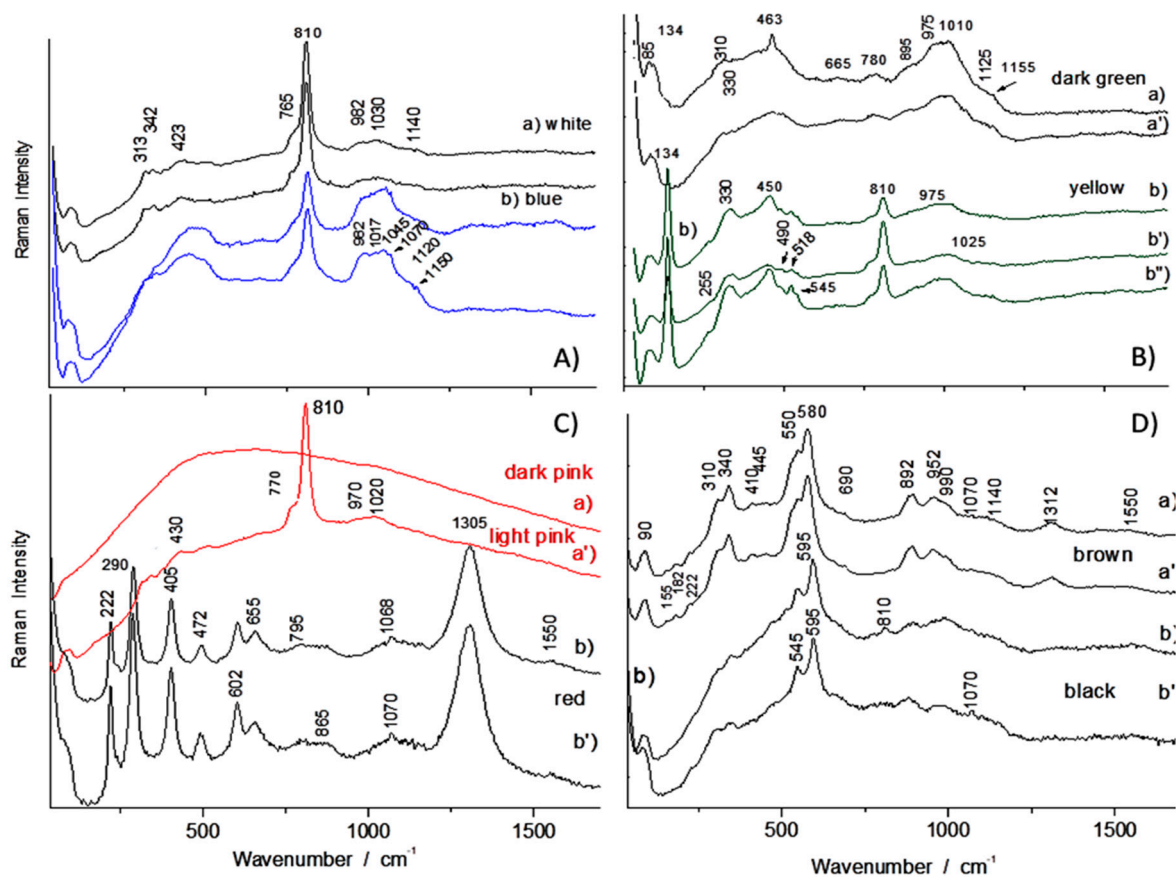 810
765
982
1030
1140
a) white
342
313
423
b) blue
982
1017
1045
1070
1120
1150
A)
Raman Intensity
134
85
310
330
463
665
780
895
975
1010
1125
1155
dark green
a)
a')
134
330
450
810
975
yellow
b)
b)
b')
b'')
490
518
1025
255
545
B)
810
C)
dark pink
770
970
1020
a)
light pink
430
1305
a')
290
222
405
472
655
795
1068
1550
b)
602
red
865
1070
b')
Raman Intensity
500
1000
1500
Wavenumber / cm-1
D)
550
580
310
340
410
445
690
892
952
990
1070
1140
1312
1550
a)
90
155
182
222
595
brown
a'
810
b)
b)
545
595
black
b'
1070
500
1000
1500
Wavenumber / cm-1